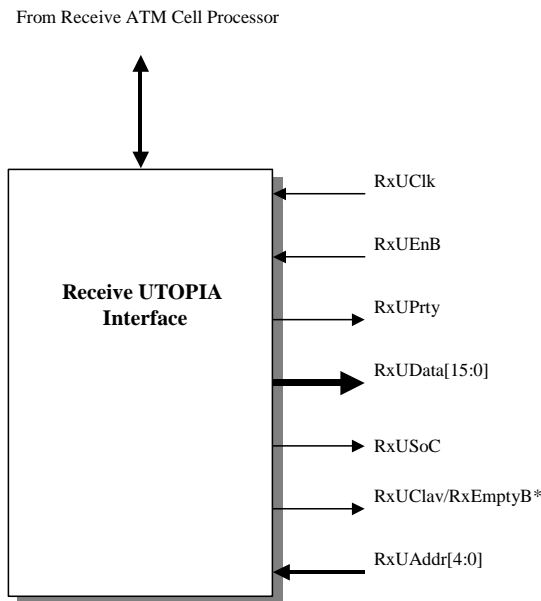 From Receive ATM Cell Processor
RxUClk
RxUEnB
Receive UTOPIA
Interface
RxUPrty
RxUData[15:0]
RxUSoC
RxUClav/RxEmptyB*
RxUAddr[4:0]